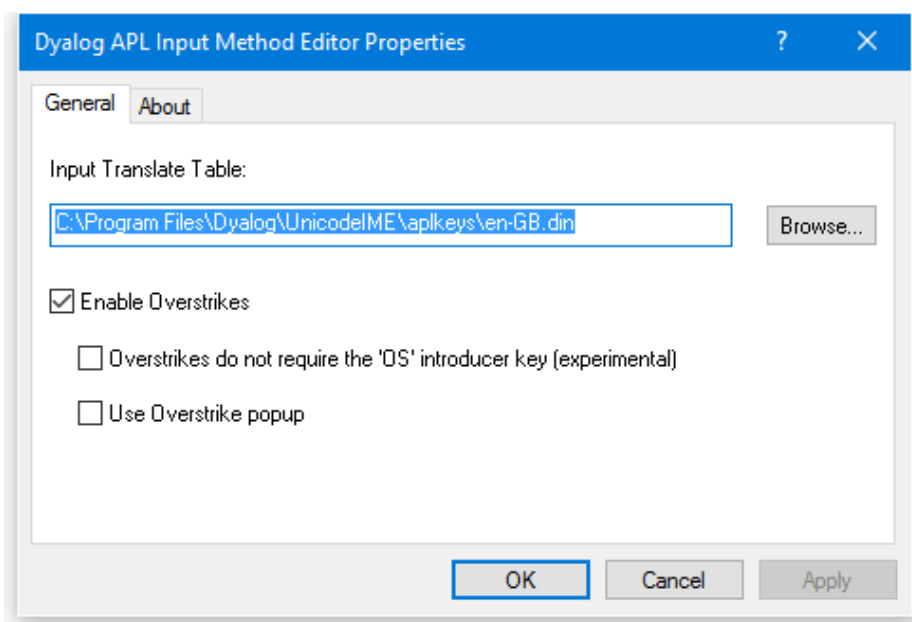 Dyalog APL Input Method Editor Properties ? ✕
General About
Input Translate Table:
C:\Program Files\Dyalog\UnicodeIME\aplkeys\en-GB.din Browse...
Enable Overstrikes
Overstrikes do not require the 'OS' introducer key (experimental)
Use Overstrike popup
OK Cancel Apply